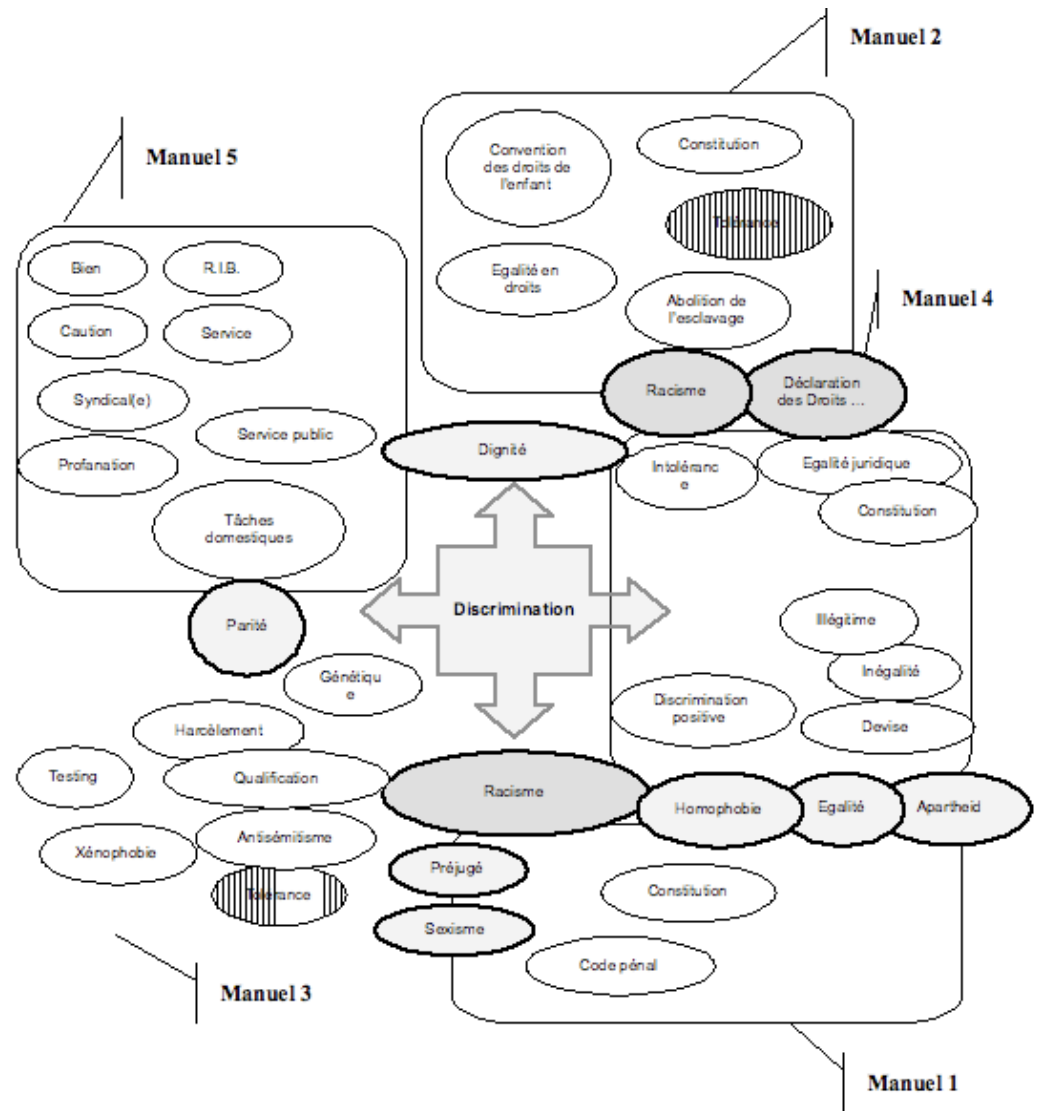 Manuel 2
Manuel 5
Convention
des droits de
l'enfant
Constitution
Tolérance
Egalité en
droits
Abolition de
l'esclavage
Bien
R.I.B.
Caution
Service
Syndical(e)
Service public
Profanation
Tâches
domestiques
Manuel 4
Racisme
Déclaration
des Droits ...
Dignité
Intoléranc
e
Egalité juridique
Constitution
Discrimination
Parité
Illégitime
Inégalité
Discrimination
positive
Devise
Génétiqu
e
Harcèlement
Testing
Qualification
Xénophobie
Antisémitisme
Tolérance
Racisme
Homophobie
Egalité
Apartheid
Préjugé
Sexisme
Constitution
Code pénal
Manuel 3
Manuel 1